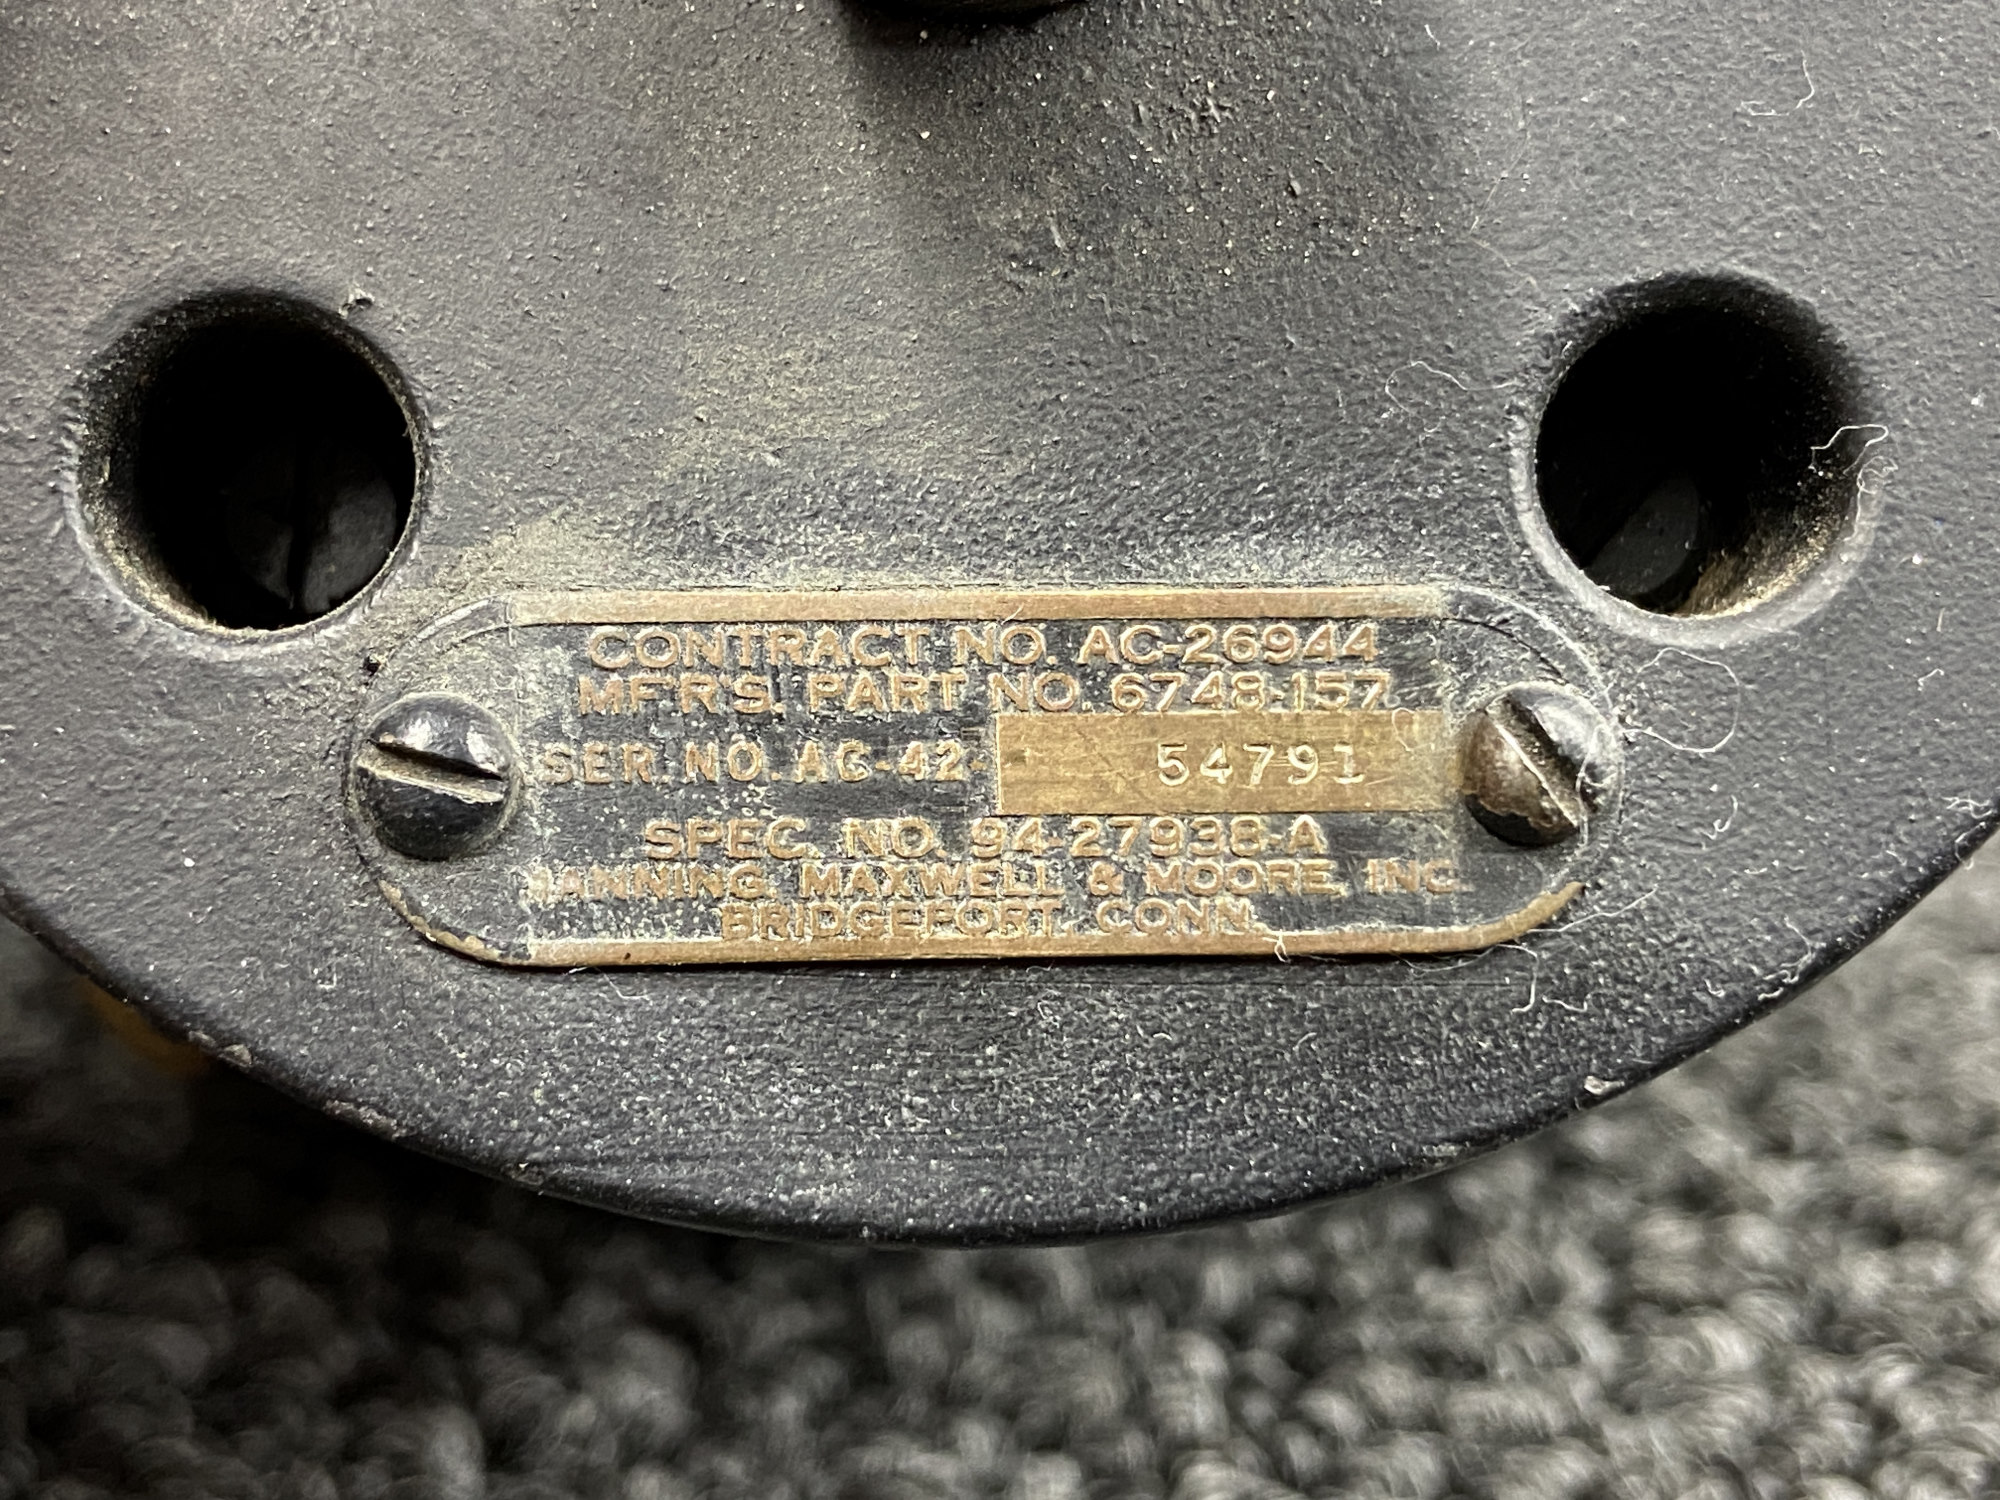 CONTRACT NO. AC-26944
MF'R'S. PART NO. 6748-157
SER. NO. AC-42- 54791
SPEC. NO. 94-27938-A
MANNING, MAXWELL & MOORE, INC.
BRIDGEPORT, CONN.